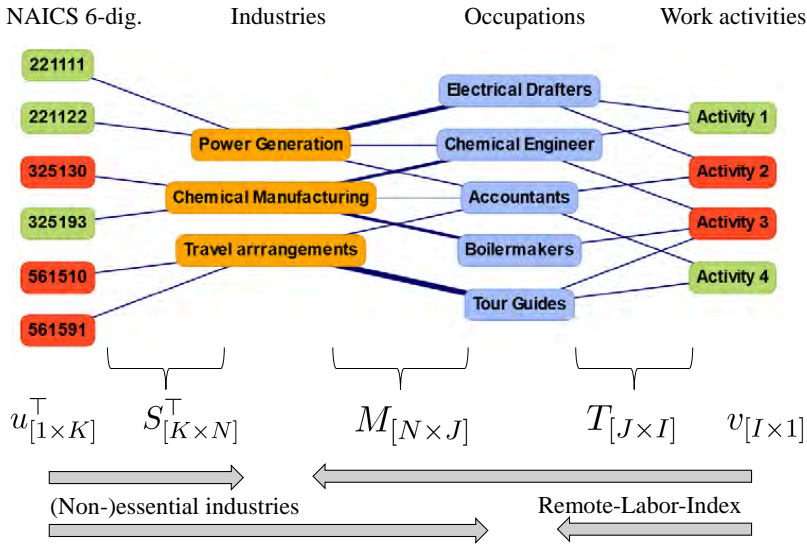 NAICS 6-dig. Industries Occupations Work activities
221111
221122
325130
325193
561510
561591
Power Generation
Chemical Manufacturing
Travel arrrangements
Electrical Drafters
Chemical Engineer
Accountants
Boilermakers
Tour Guides
Activity 1
Activity 2
Activity 3
Activity 4
u⊤[1×K] S⊤[K×N] M[N×J] T[J×I] v[I×1]
(Non-)essential industries
Remote-Labor-Index